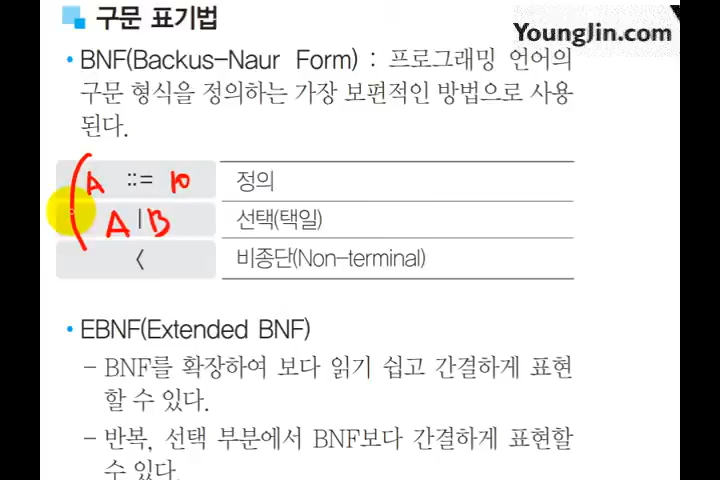 구문 표기법
YoungJin.com
• BNF(Backus-Naur Form) : 프로그래밍 언어의
구문 형식을 정의하는 가장 보편적인 방법으로 사용
된다.
A ::= 10 정의
A | B 선택(택일)
〈 비종단(Non-terminal)
• EBNF(Extended BNF)
- BNF를 확장하여 보다 읽기 쉽고 간결하게 표현
할 수 있다.
- 반복, 선택 부분에서 BNF보다 간결하게 표현할
수 있다.